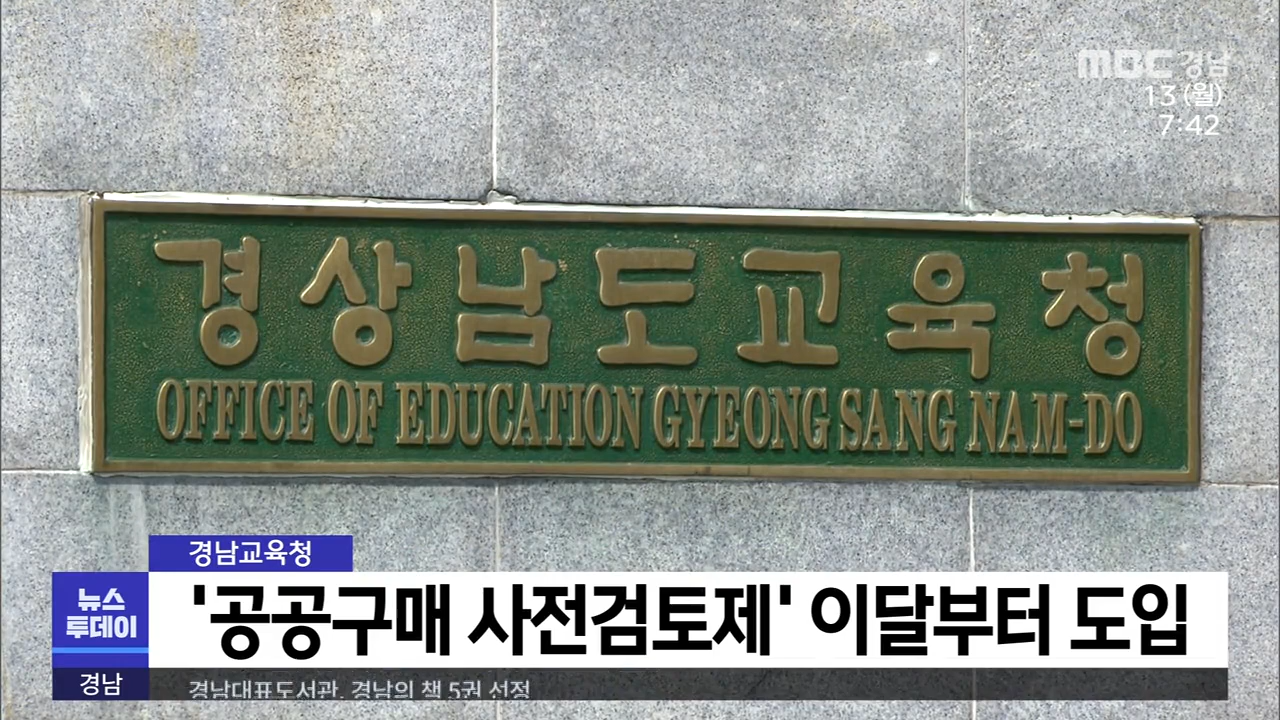 MBC 경남
13 (월)
7:42
경상남도교육청
OFFICE OF EDUCATION GYEONG SANG NAM-DO
경남교육청
뉴스
투데이
'공공구매 사전검토제' 이달부터 도입
경남
경남대표도서관, 경남의 책 5권 선정